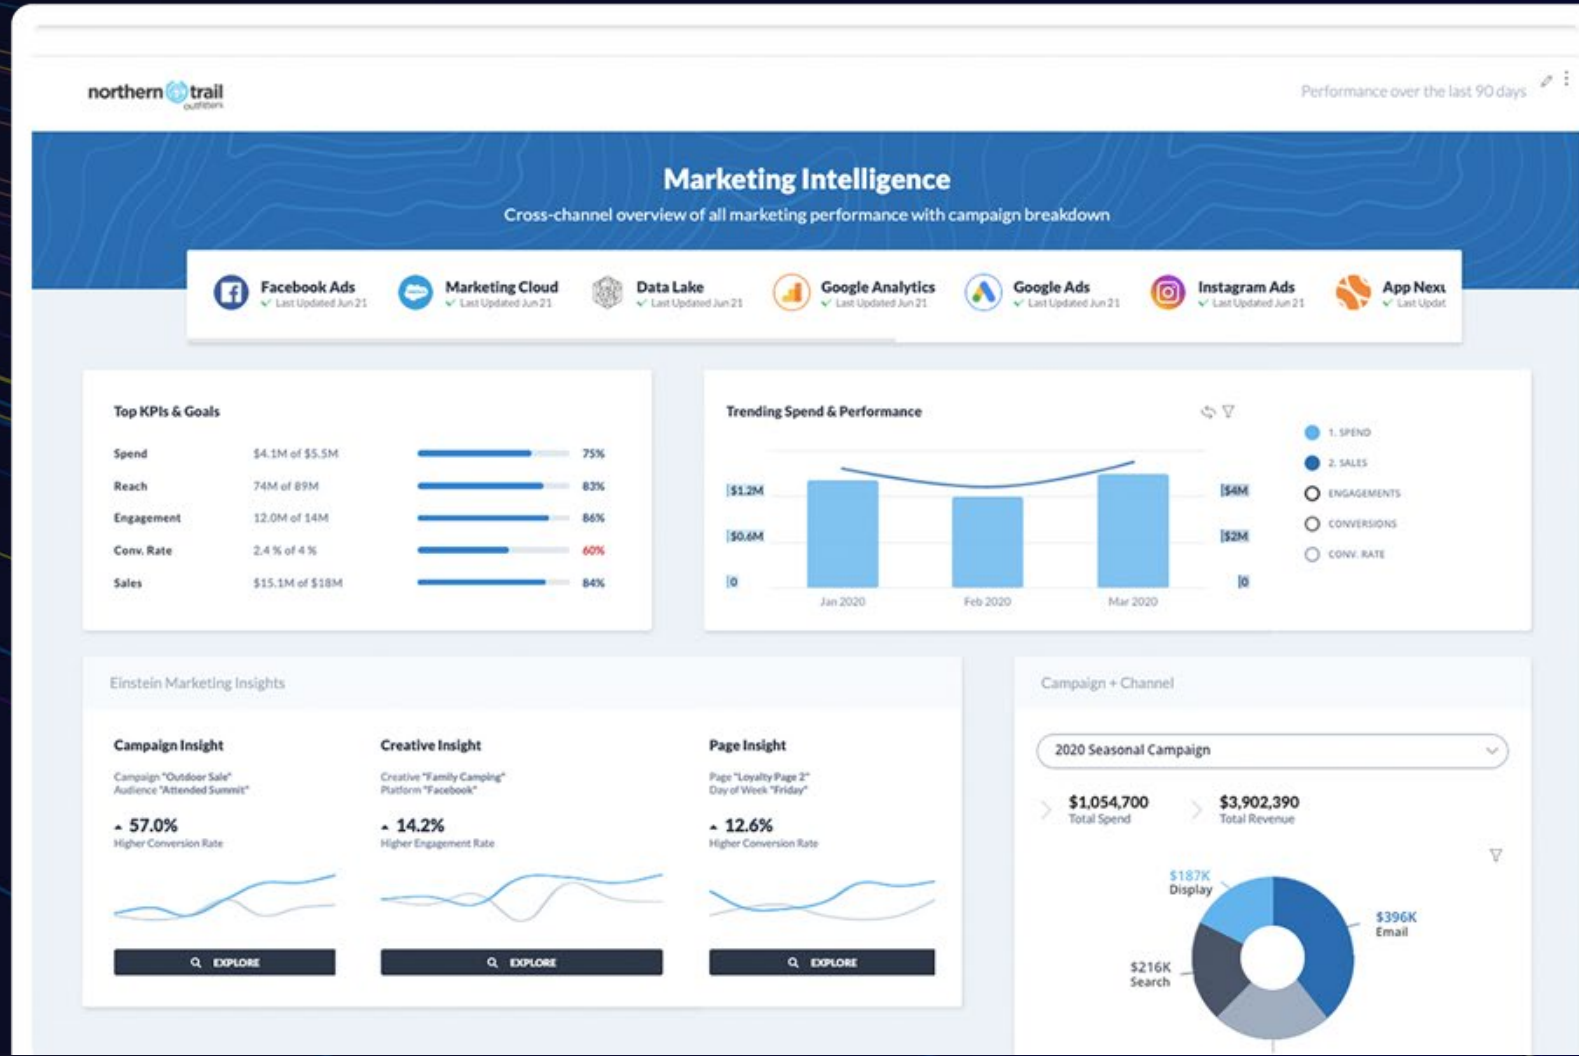 northern trail
outfitters
Performance over the last 90 days
Marketing Intelligence
Cross-channel overview of all marketing performance with campaign breakdown
Facebook Ads
Last Updated Jun 21
Marketing Cloud
Last Updated Jun 21
Data Lake
Last Updated Jun 21
Google Analytics
Last Updated Jun 21
Google Ads
Last Updated Jun 21
Instagram Ads
Last Updated Jun 21
App Nexu
Last Updat
Top KPIs & Goals
Spend $4.1M of $5.5M 75%
Reach 74M of 89M 83%
Engagement 12.0M of 14M 86%
Conv. Rate 2.4 % of 4 % 60%
Sales $15.1M of $18M 84%
Trending Spend & Performance
$1.2M
$0.6M
0
$4M
$2M
0
Jan 2020 Feb 2020 Mar 2020
1. SPEND
2. SALES
ENGAGEMENTS
CONVERSIONS
CONV. RATE
Einstein Marketing Insights
Campaign Insight
Campaign "Outdoor Sale"
Audience "Attended Summit"
57.0%
Higher Conversion Rate
EXPLORE
Creative Insight
Creative "Family Camping"
Platform "Facebook"
14.2%
Higher Engagement Rate
EXPLORE
Page Insight
Page "Loyalty Page 2"
Day of Week "Friday"
12.6%
Higher Conversion Rate
EXPLORE
Campaign + Channel
2020 Seasonal Campaign
$1,054,700
Total Spend
$3,902,390
Total Revenue
$187K
Display
$396K
Email
$216K
Search